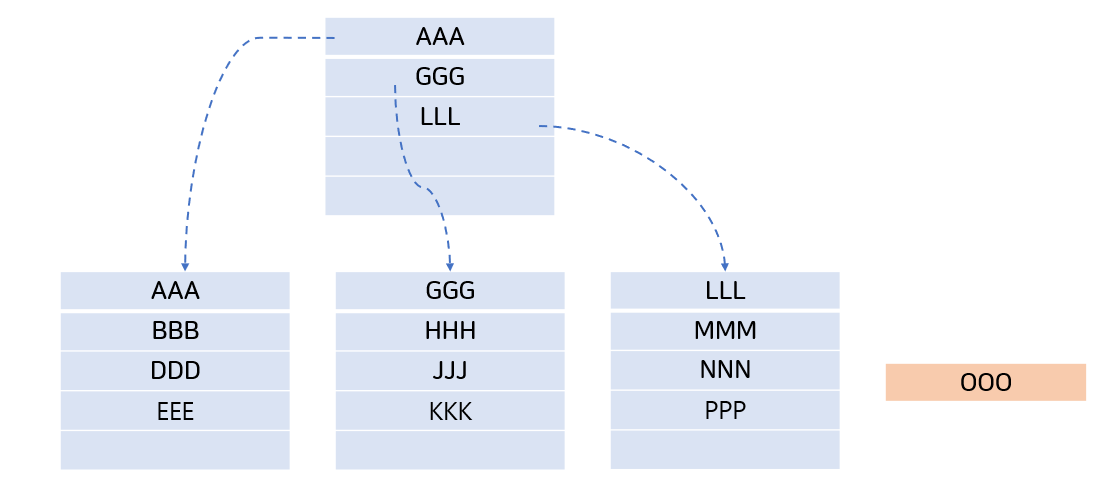 AAA
GGG
LLL
AAA
BBB
DDD
EEE
GGG
HHH
JJJ
KKK
LLL
MMM
NNN
PPP
OOO